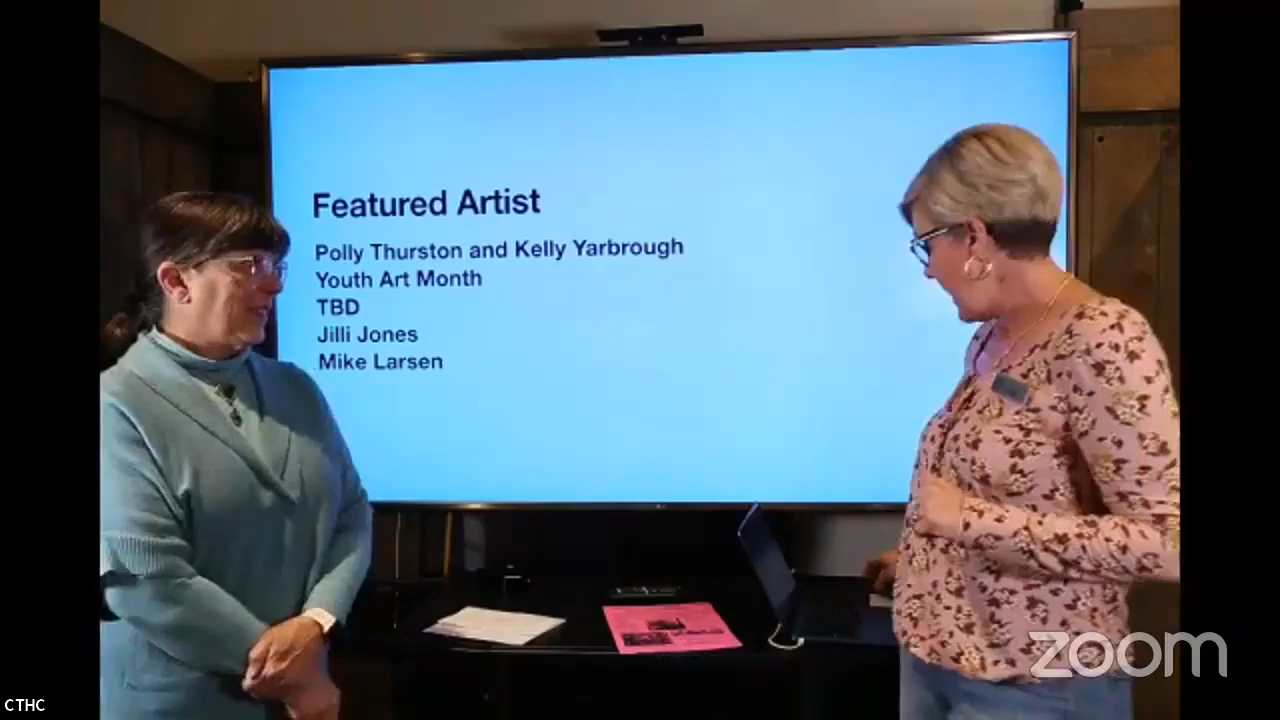 Featured Artist
Polly Thurston and Kelly Yarbrough
Youth Art Month
TBD
Jilli Jones
Mike Larsen
zoom
CTHC